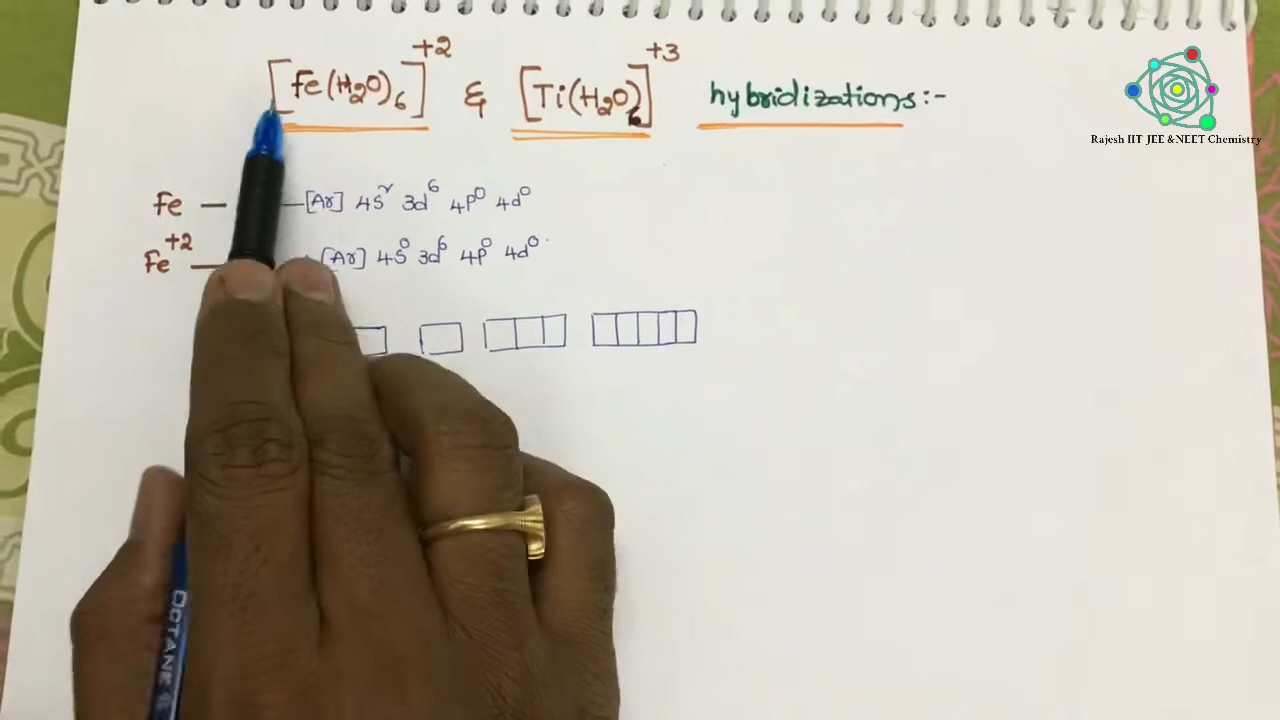 [Fe(H₂O)₆]⁺² & [Ti(H₂O)₆]⁺³ hybridizations:-
Rajesh IIT JEE &NEET Chemistry
Fe — — [Ar] 4s² 3d⁶ 4p⁰ 4d⁰
Fe⁺² — [Ar] 4s⁰ 3d⁶ 4p⁰ 4d⁰
OCTANE